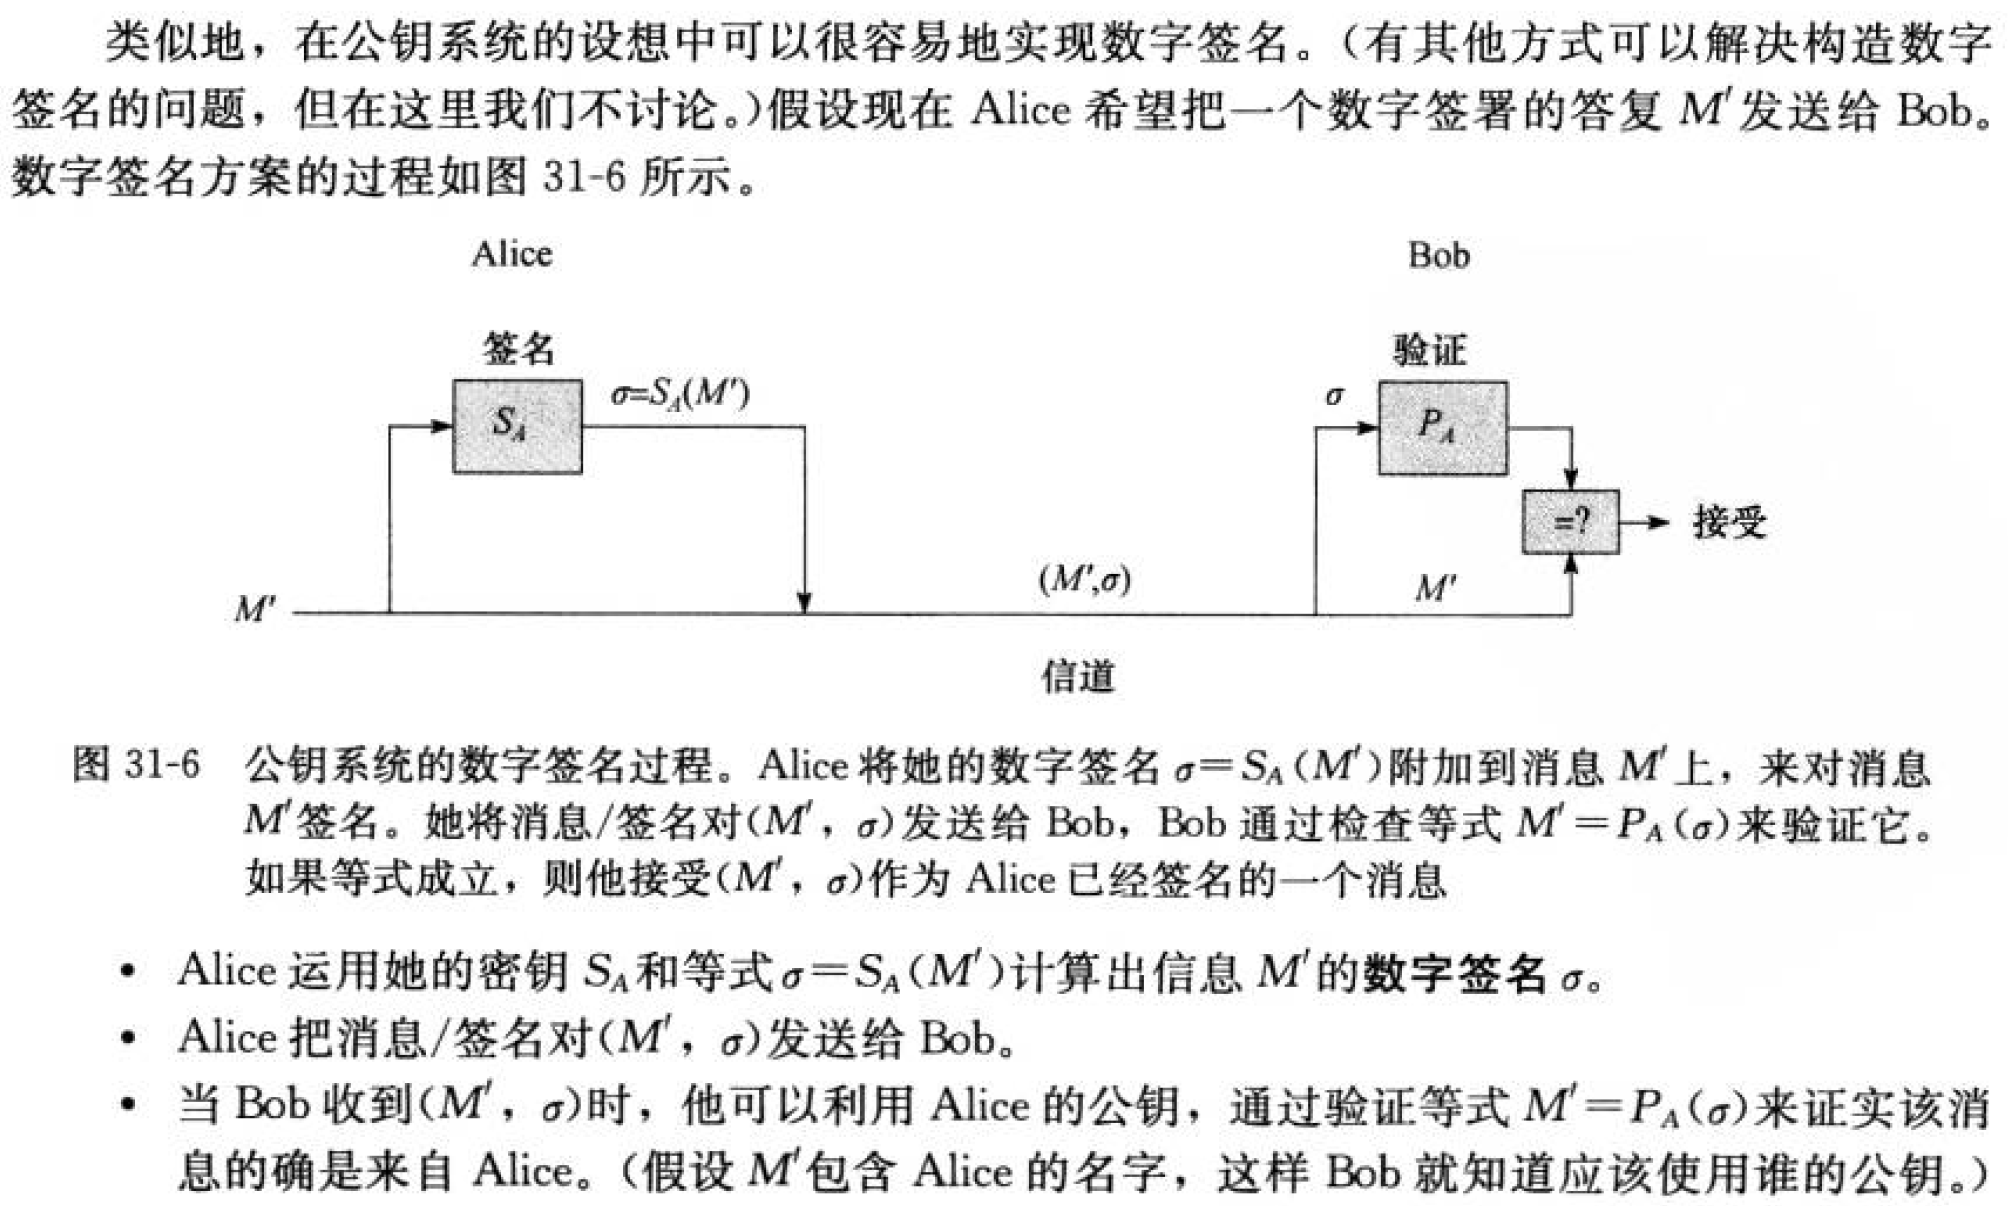 类似地，在公钥系统的设想中可以很容易地实现数字签名。（有其他方式可以解决构造数字
签名的问题，但在这里我们不讨论。）假设现在 Alice 希望把一个数字签署的答复 M′发送给 Bob。
数字签名方案的过程如图 31-6 所示。
Alice
Bob
签名
验证
S_A
σ=S_A(M′)
σ
P_A
=?
接受
(M′,σ)
M′
M′
信道
图 31-6 公钥系统的数字签名过程。Alice 将她的数字签名 σ＝S_A(M′)附加到消息 M′上，来对消息
M′签名。她将消息/签名对(M′，σ)发送给 Bob，Bob 通过检查等式 M′＝P_A(σ)来验证它。
如果等式成立，则他接受(M′，σ)作为 Alice 已经签名的一个消息
• Alice 运用她的密钥 S_A和等式 σ＝S_A(M′)计算出信息 M′的数字签名 σ。
• Alice 把消息/签名对(M′，σ)发送给 Bob。
• 当 Bob 收到(M′，σ)时，他可以利用 Alice 的公钥，通过验证等式 M′＝P_A(σ)来证实该消
息的确是来自 Alice。（假设 M′包含 Alice 的名字，这样 Bob 就知道应该使用谁的公钥。）